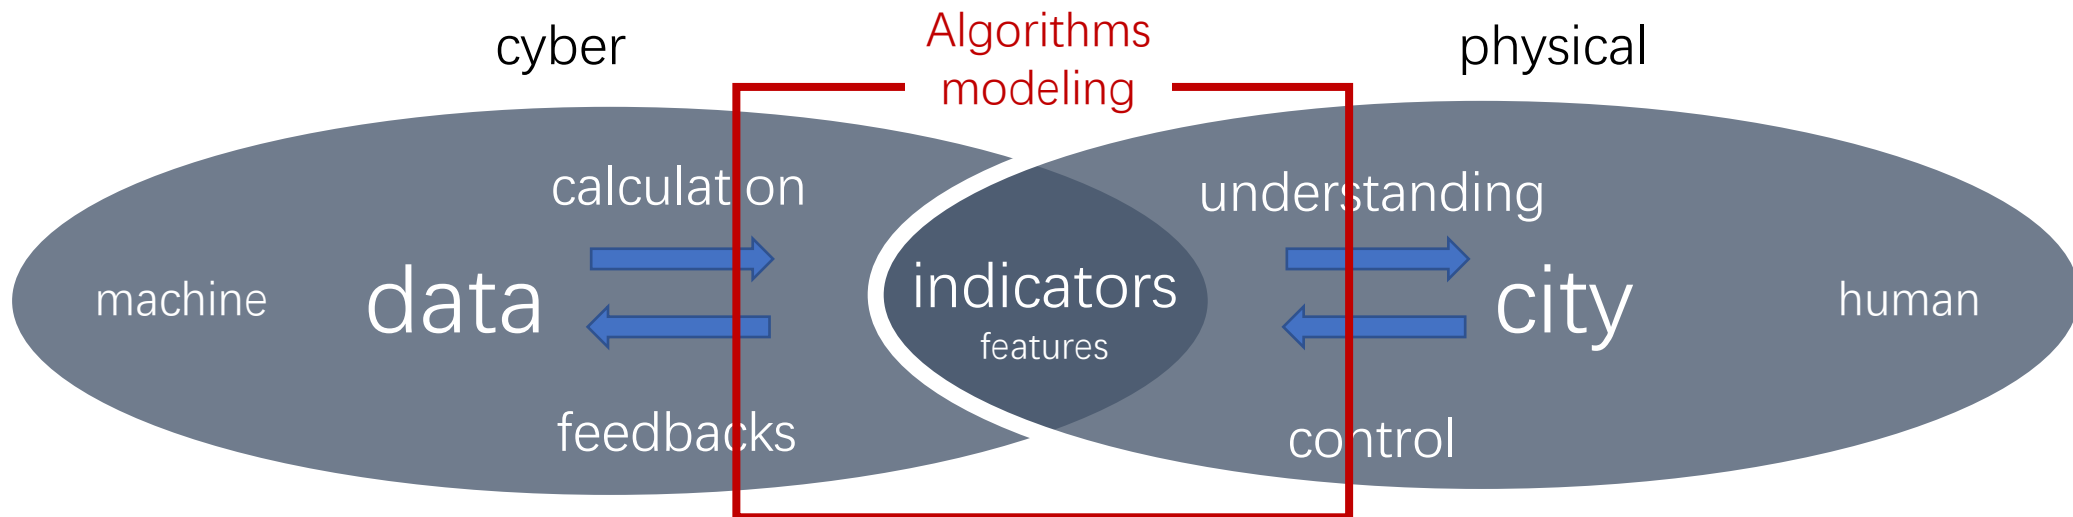 cyber
Algorithms
modeling
physical
calculation
understanding
machine
data
indicators
features
city
human
feedbacks
control